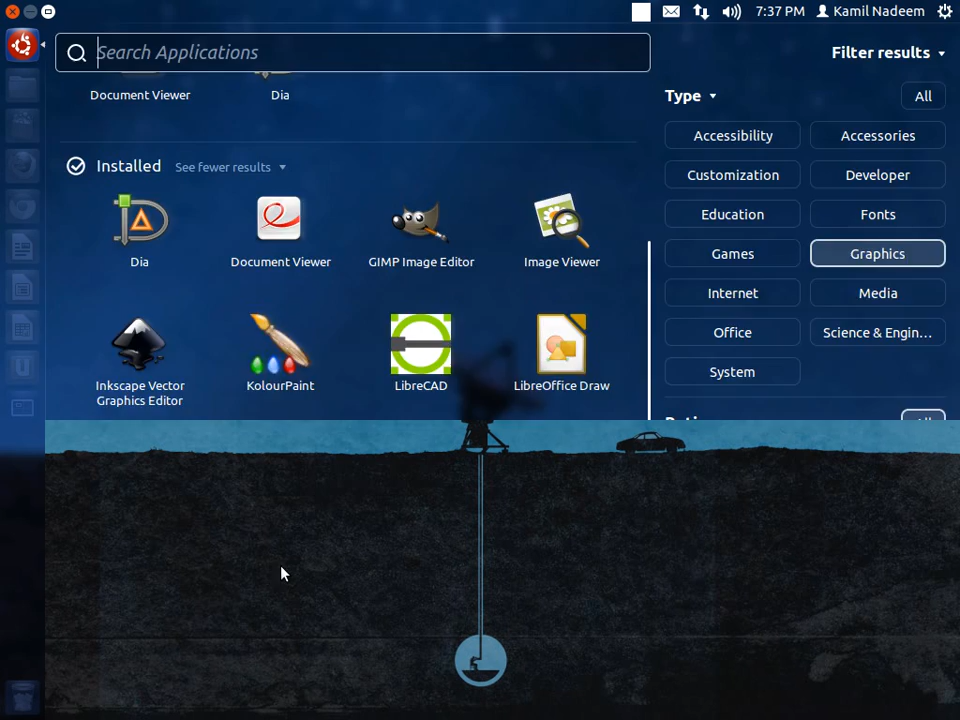 7:37 PM Kamil Nadeem
Search Applications
Filter results
Document Viewer Dia
Type All
Accessibility Accessories
Installed See fewer results
Customization Developer
Education Fonts
Dia Document Viewer GIMP Image Editor Image Viewer
Games Graphics
Internet Media
Office Science & Engin...
System
Inkscape Vector
Graphics Editor
KolourPaint LibreCAD LibreOffice Draw